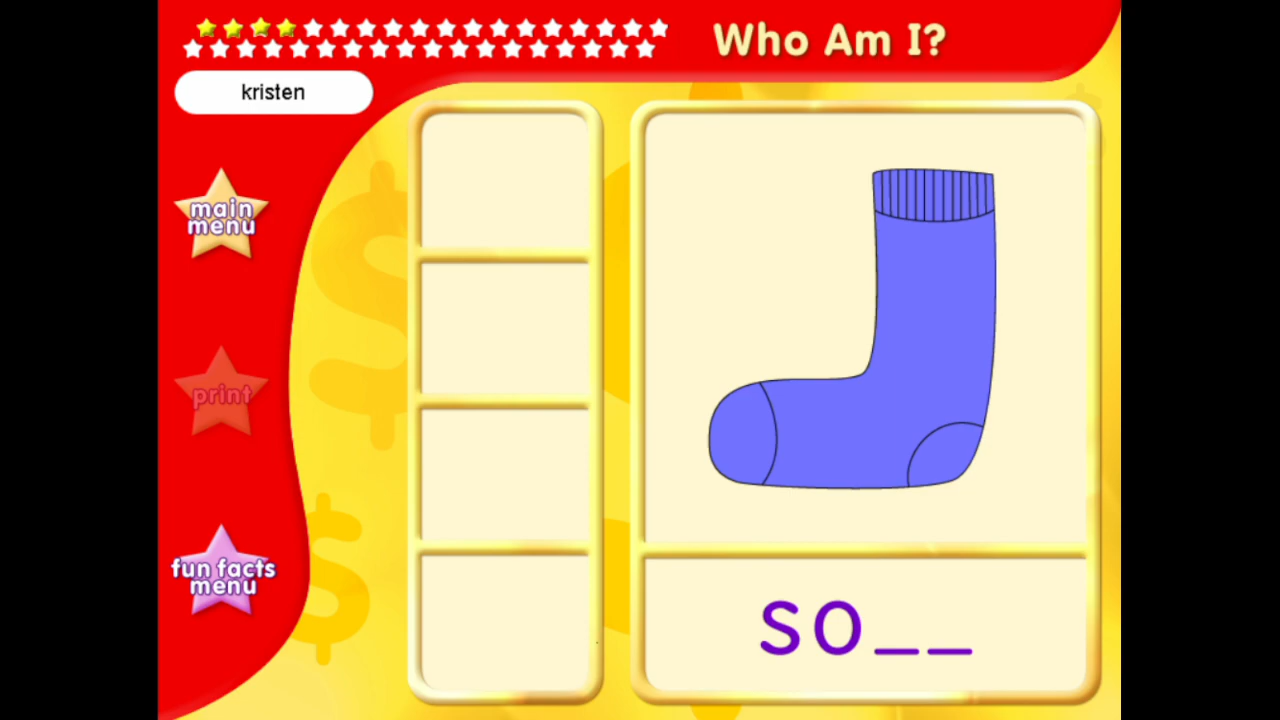 Who Am I?
kristen
main
menu
print
fun facts
menu
so__